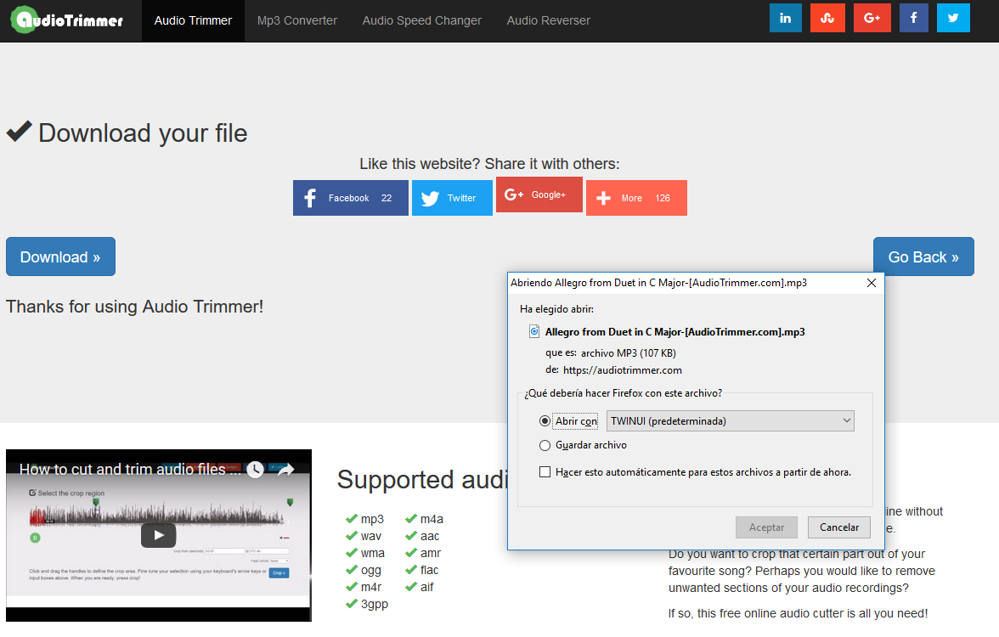 AudioTrimmer
Audio Trimmer
Mp3 Converter
Audio Speed Changer
Audio Reverser
in
G+
f
Download your file
Like this website? Share it with others:
f Facebook 22
Twitter
G+ Google+
More 126
Download »
Go Back »
Thanks for using Audio Trimmer!
Abriendo Allegro from Duet in C Major-[AudioTrimmer.com].mp3
Ha elegido abrir:
Allegro from Duet in C Major-[AudioTrimmer.com].mp3
que es: archivo MP3 (107 KB)
de: https://audiotrimmer.com
¿Qué debería hacer Firefox con este archivo?
Abrir con
TWINUI (predeterminada)
Guardar archivo
Hacer esto automáticamente para estos archivos a partir de ahora.
Aceptar
Cancelar
How to cut and trim audio files ...
Select the crop region
Click and drag the handles to define the crop area. Fine tune your selection using your keyboard's arrow keys or
input boxes above. When you are ready, press crop!
Crop »
Supported audi
mp3
wav
wma
ogg
m4r
3gpp
m4a
aac
amr
flac
aif
ine without
e.
Do you want to crop that certain part out of your
favourite song? Perhaps you would like to remove
unwanted sections of your audio recordings?
If so, this free online audio cutter is all you need!